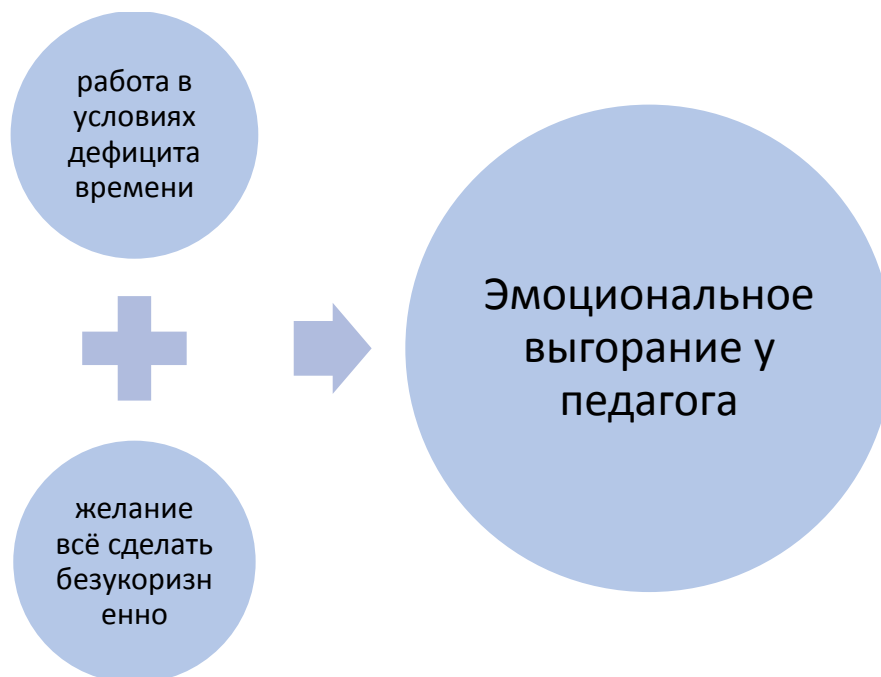 работа в
условиях
дефицита
времени
желание
всё сделать
безукоризн
енно
Эмоциональное
выгорание у
педагога